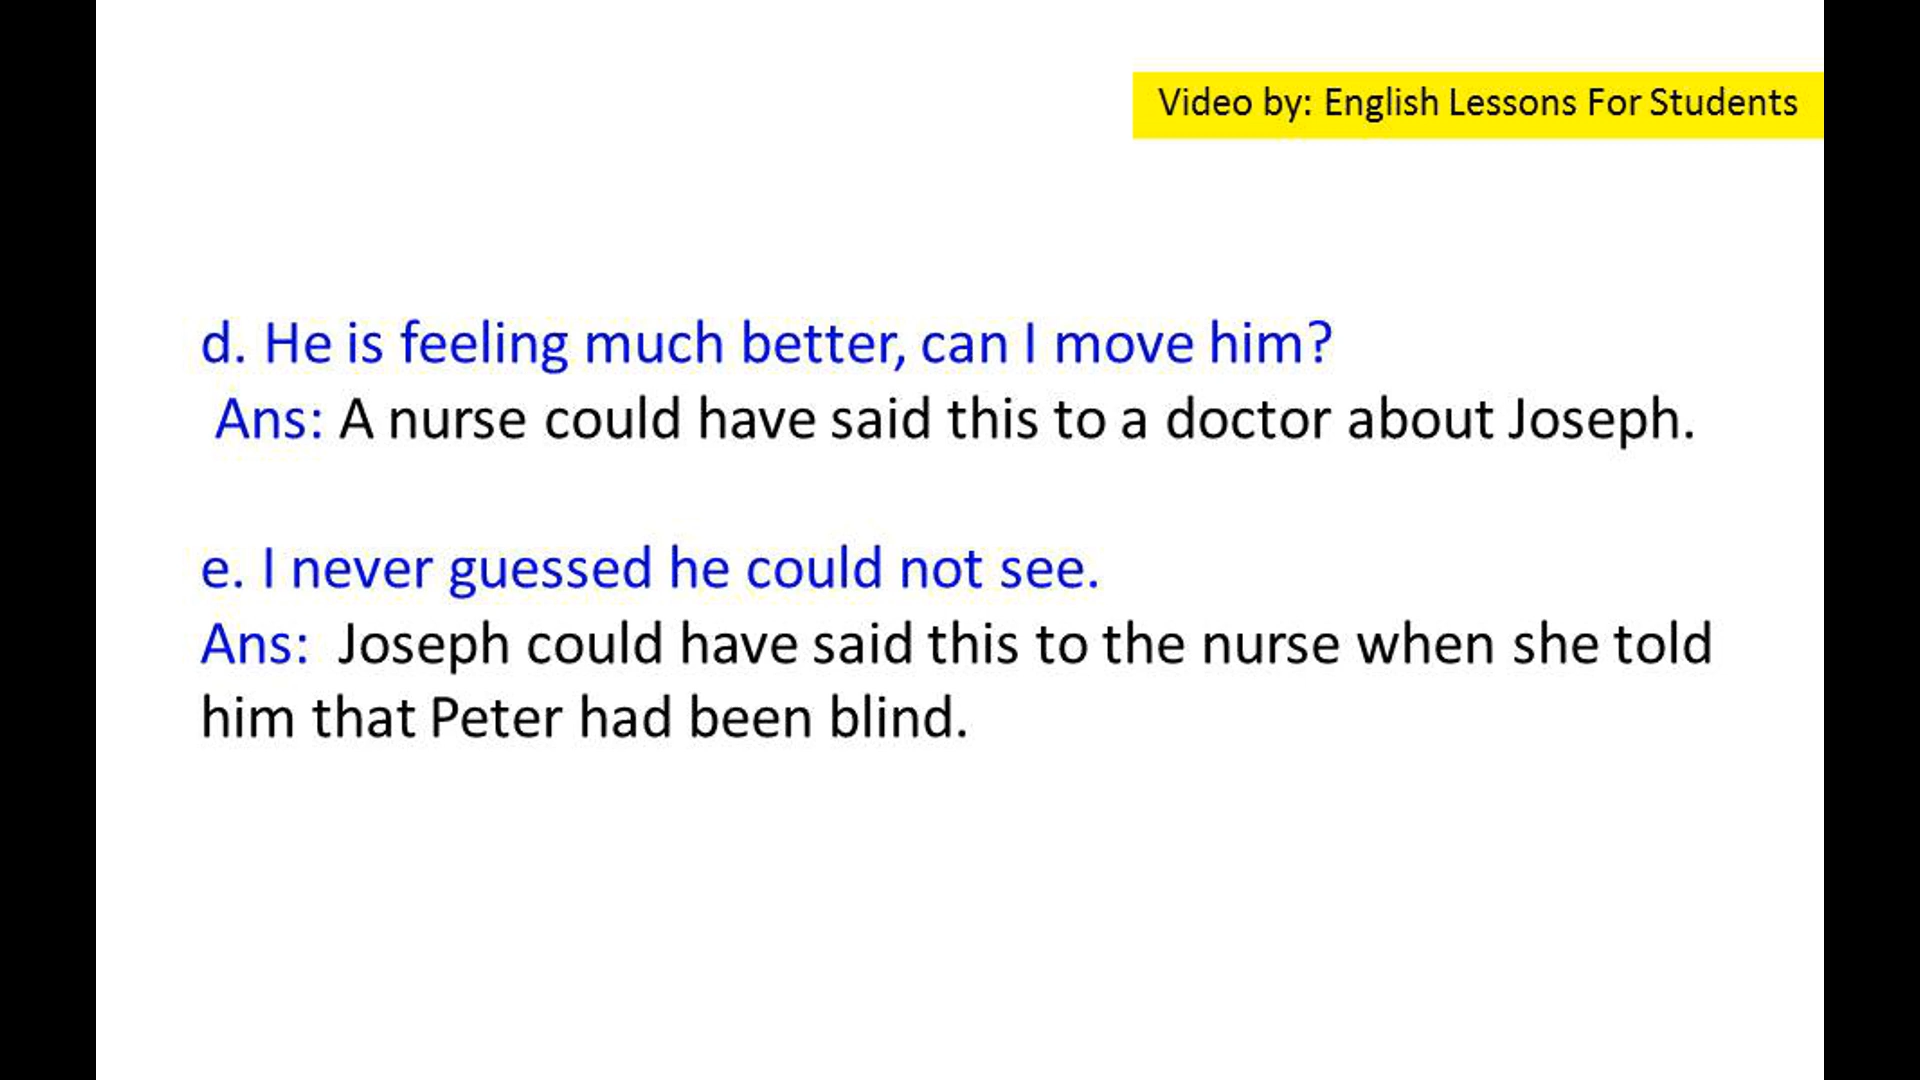 Video by: English Lessons For Students
d. He is feeling much better, can I move him?
Ans: A nurse could have said this to a doctor about Joseph.
e. I never guessed he could not see.
Ans: Joseph could have said this to the nurse when she told
him that Peter had been blind.